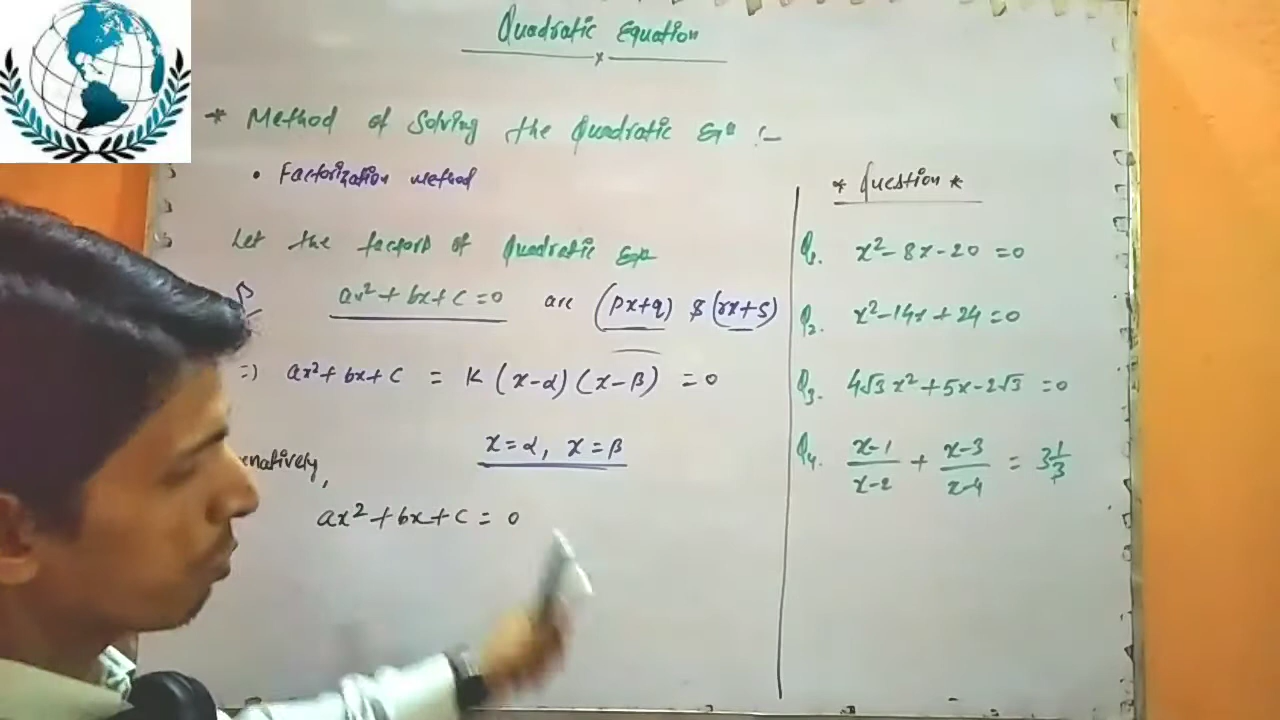 Quadratic Equation
* Method of Solving the Quadratic Eqn :-
• Factorization method
Let the factors of Quadratic Eqn
ax² + bx + c = 0 are (px+q) & (rx+s)
=> ax² + bx + c = K (x-α) (x-β) = 0
x=α, x=β
natively,
ax² + bx + c = 0
* Question *
Q1. x² - 8x - 20 = 0
Q2. x² - 14x + 24 = 0
Q3. 4√3 x² + 5x - 2√3 = 0
Q4. x-1/x-2 + x-3/x-4 = 3 1/3